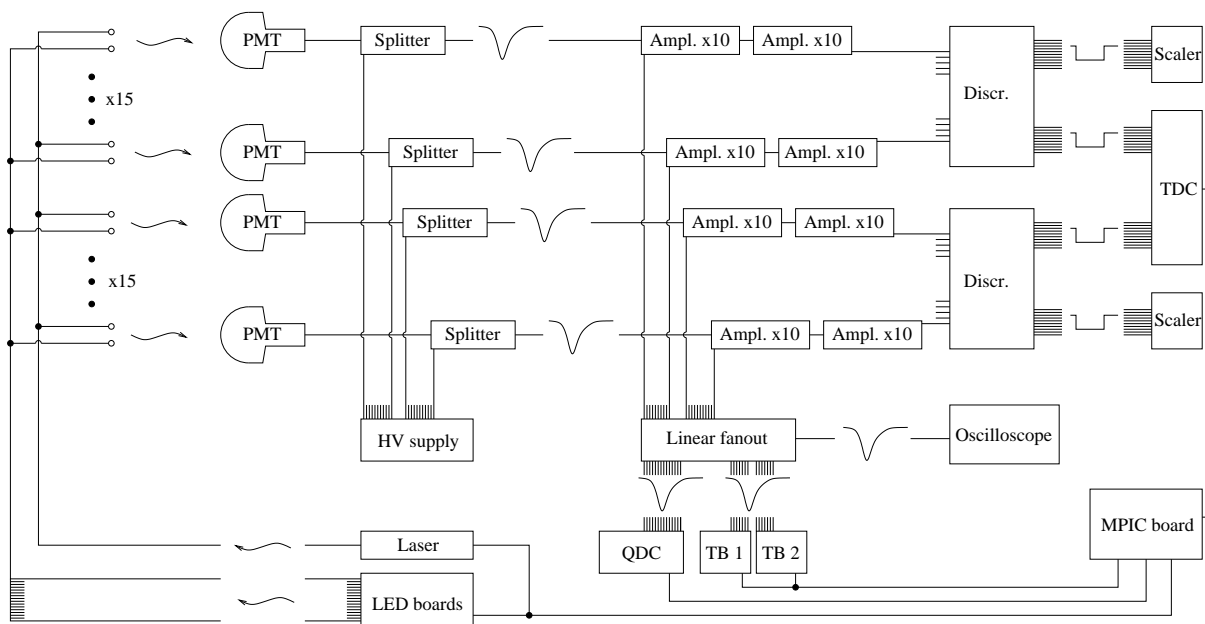 PMT
Splitter
Ampl. x10
Ampl. x10
Scaler
x15
Discr.
PMT
Splitter
Ampl. x10
Ampl. x10
TDC
PMT
Splitter
Ampl. x10
Ampl. x10
x15
Discr.
PMT
Splitter
Ampl. x10
Ampl. x10
Scaler
HV supply
Linear fanout
Oscilloscope
MPIC board
Laser
QDC
TB 1
TB 2
LED boards